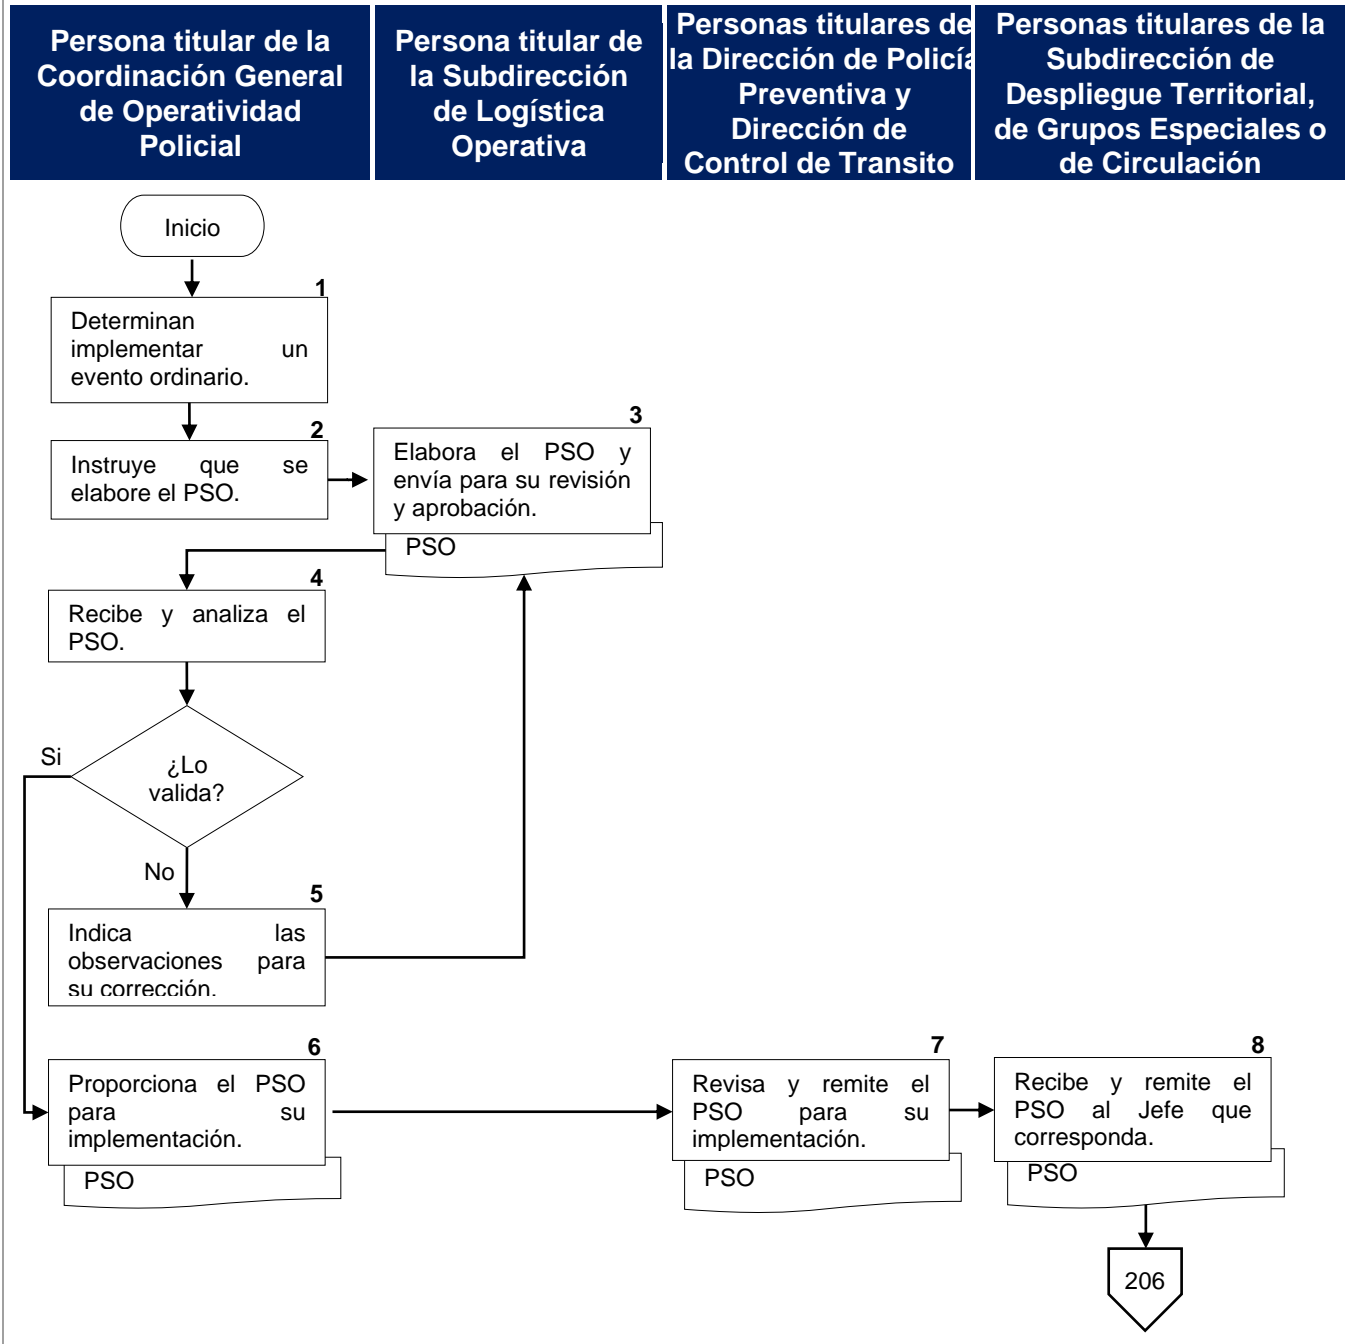 Persona titular de la
Coordinación General
de Operatividad
Policial
Persona titular de
la Subdirección
de Logística
Operativa
Personas titulares de
la Dirección de Policía
Preventiva y
Dirección de
Control de Transito
Personas titulares de la
Subdirección de
Despliegue Territorial,
de Grupos Especiales o
de Circulación
Inicio
1
Determinan
implementar un
evento ordinario.
2
Instruye que se
elabore el PSO.
3
Elabora el PSO y
envía para su revisión
y aprobación.
PSO
4
Recibe y analiza el
PSO.
¿Lo
valida?
Si
No
5
Indica las
observaciones para
su corrección.
6
Proporciona el PSO
para su
implementación.
PSO
7
Revisa y remite el
PSO para su
implementación.
PSO
8
Recibe y remite el
PSO al Jefe que
corresponda.
PSO
206